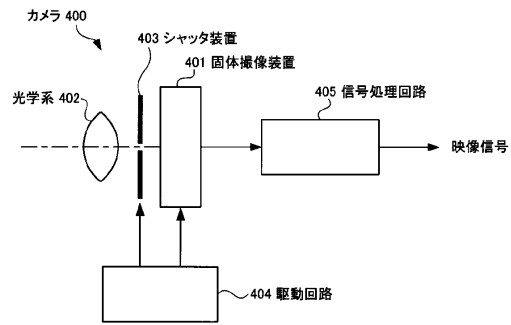 カメラ 400
403 シャッタ装置
401 固体撮像装置
光学系 402
405 信号処理回路
映像信号
404 駆動回路